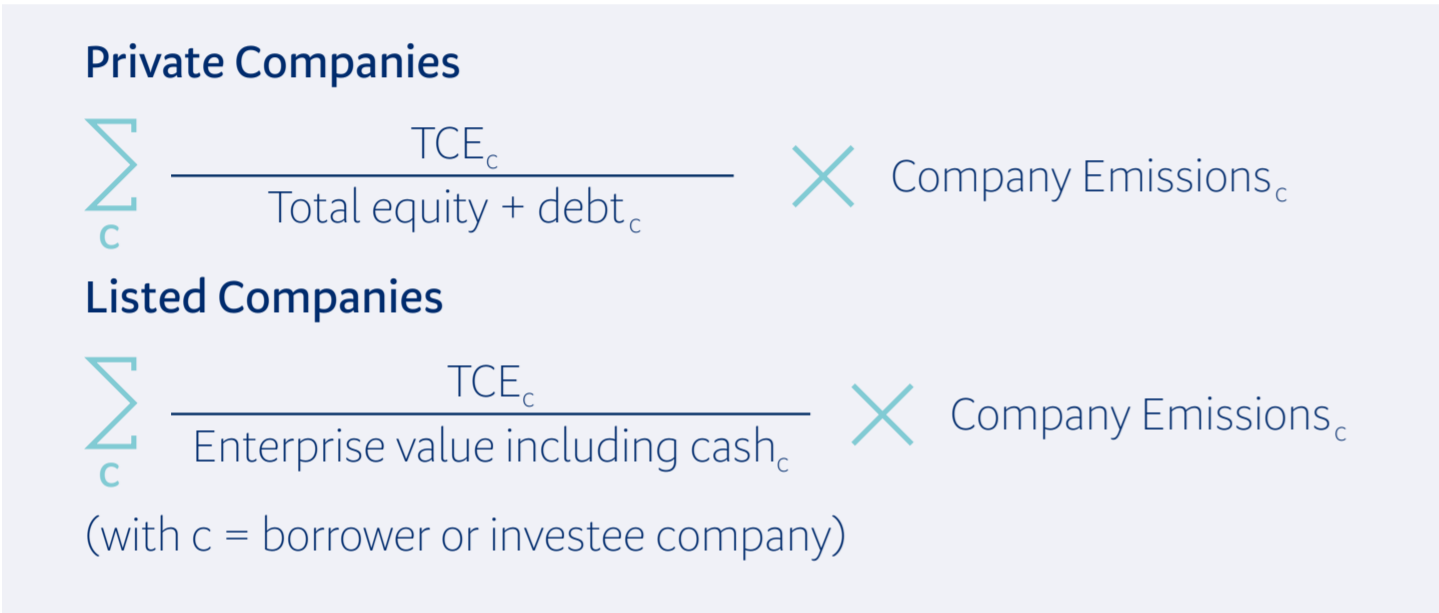 Private Companies
∑
c
TCEc
Total equity + debtc
× Company Emissionsc
Listed Companies
∑
c
TCEc
Enterprise value including cashc
× Company Emissionsc
(with c = borrower or investee company)